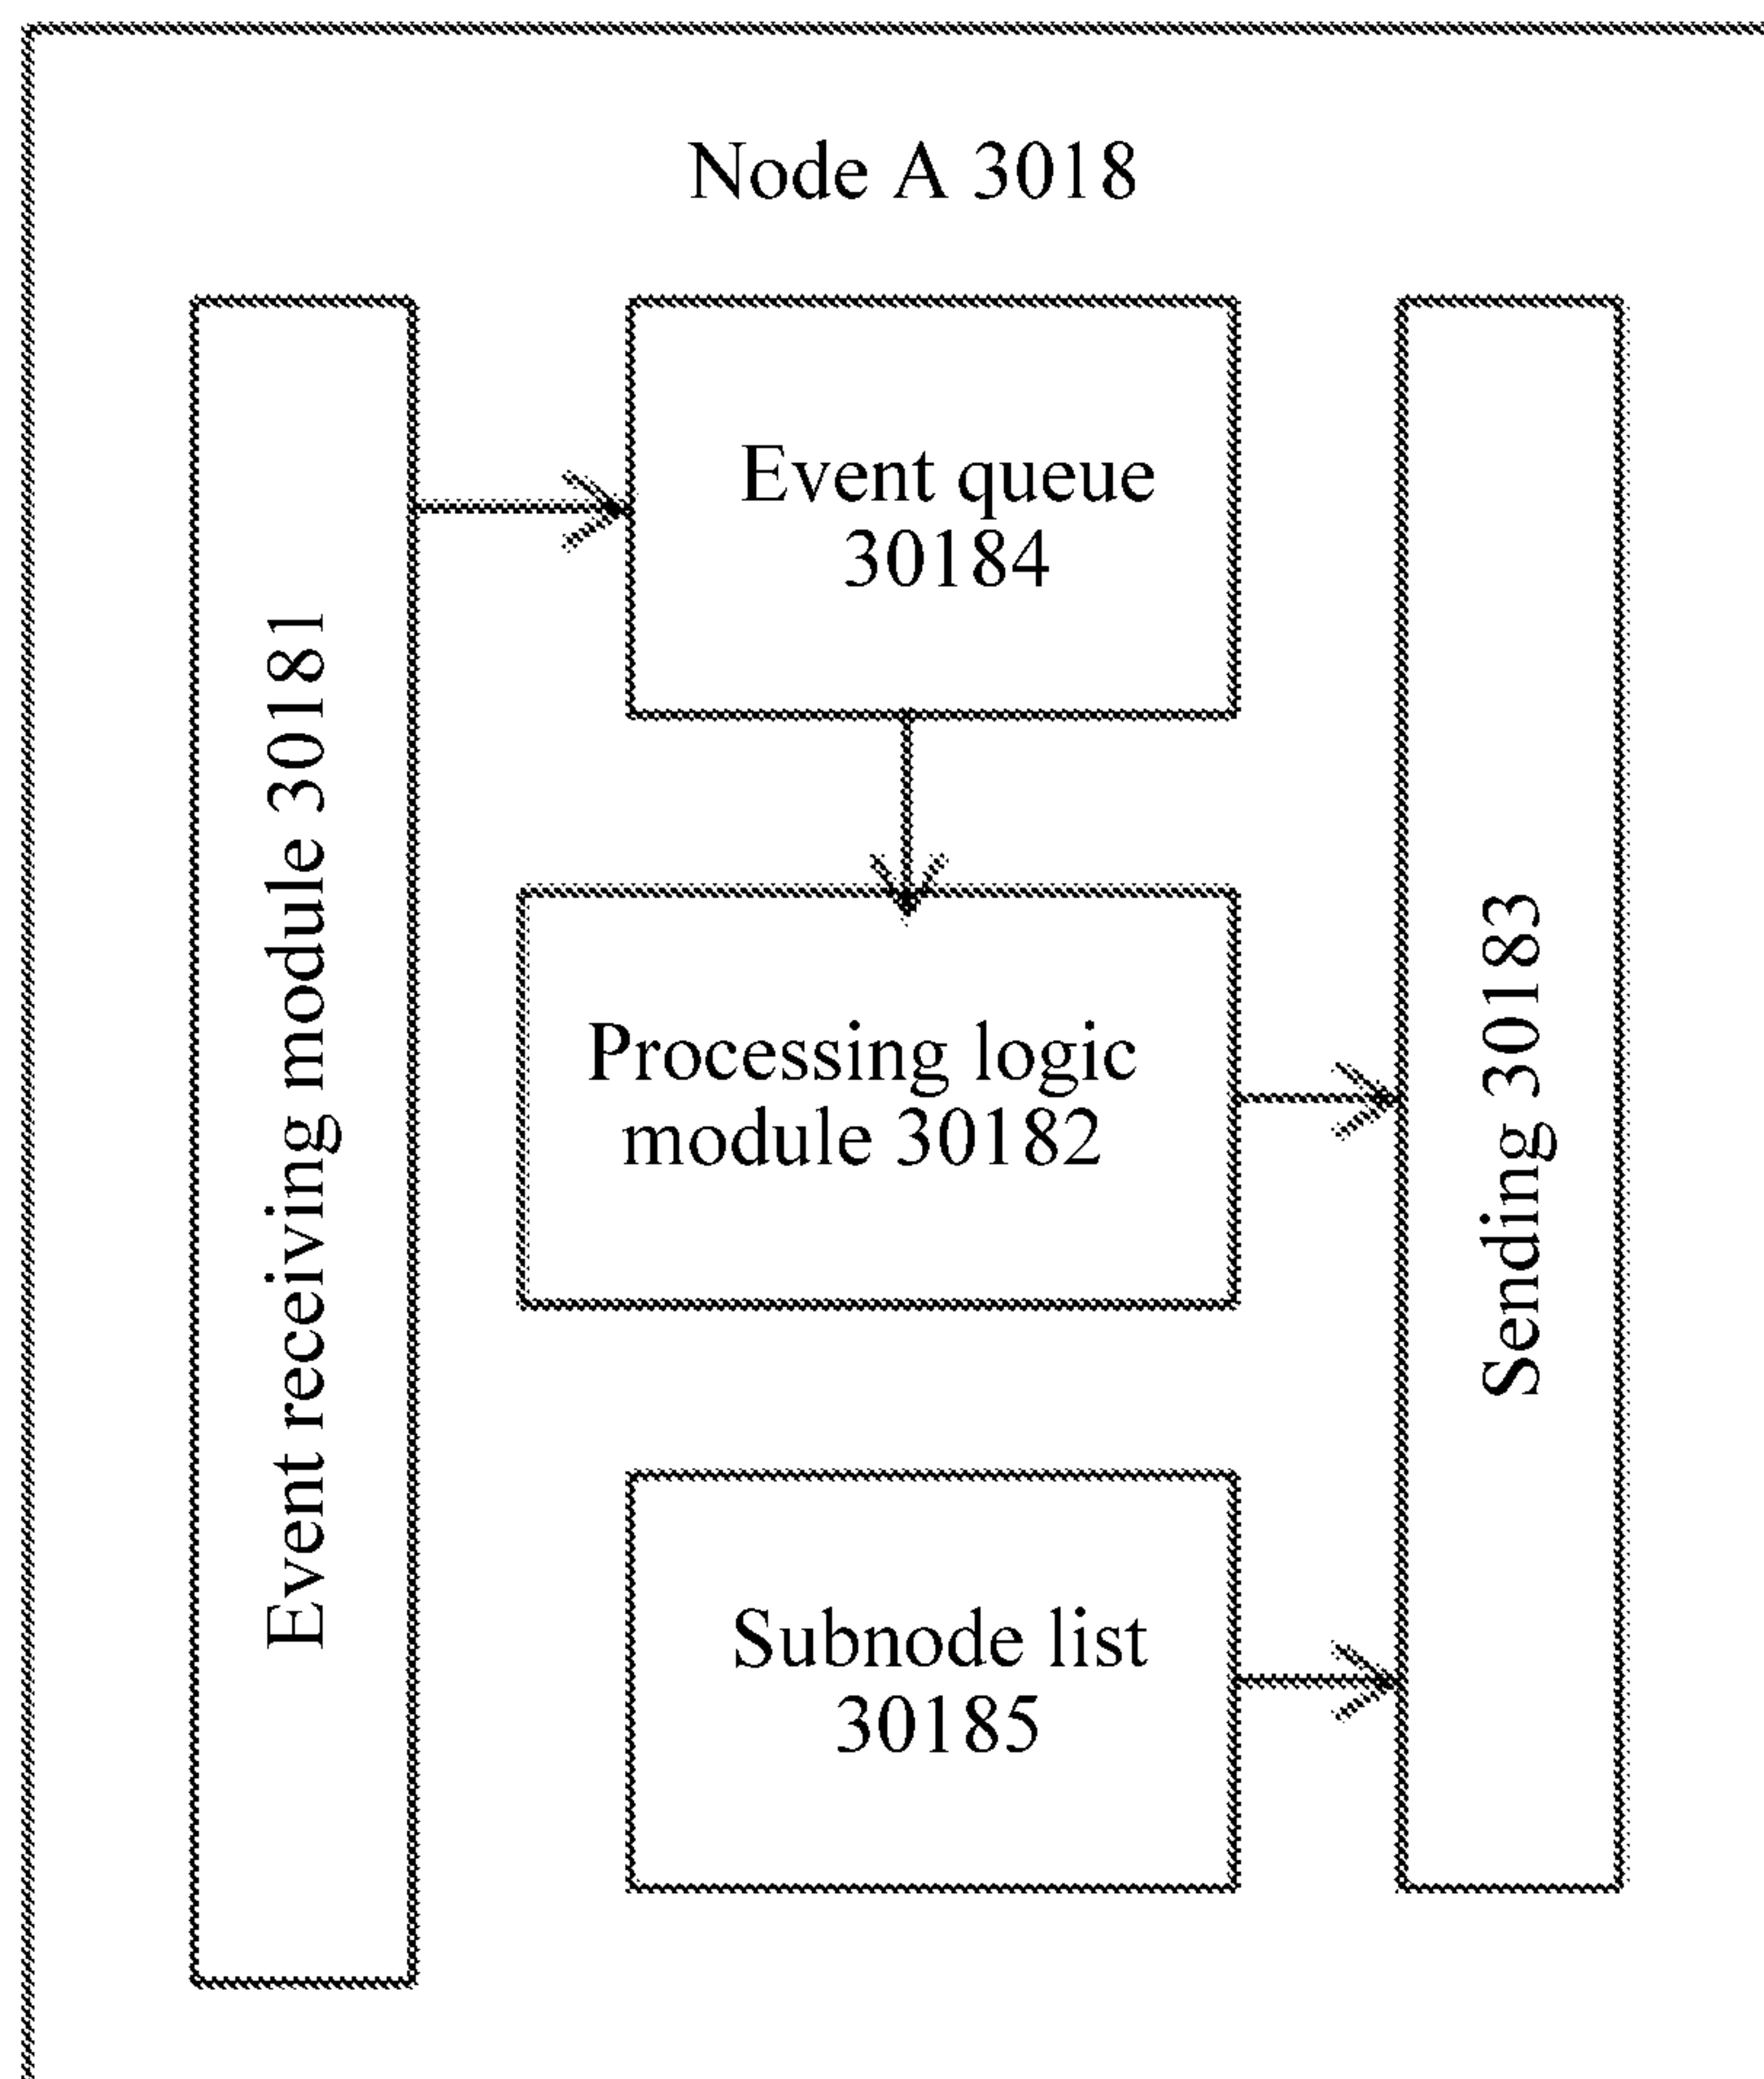 Node A 3018
Event receiving module 30181
Event queue
30184
Processing logic
module 30182
Subnode list
30185
Sending 30183